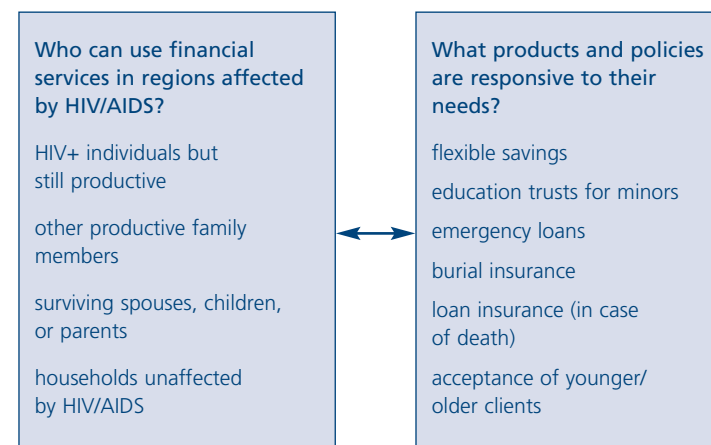 Who can use financial
services in regions affected
by HIV/AIDS?
HIV+ individuals but
still productive
other productive family
members
surviving spouses, children,
or parents
households unaffected
by HIV/AIDS
What products and policies
are responsive to their
needs?
flexible savings
education trusts for minors
emergency loans
burial insurance
loan insurance (in case
of death)
acceptance of younger/
older clients